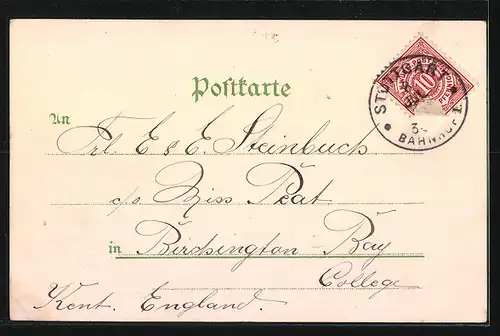 Postkarte
STUTTGART
BAHNHOF
10
An
Frl. E & E. Steinbuch
c/o Miss Peat
in Birchington-Bay
College
Kent. England.